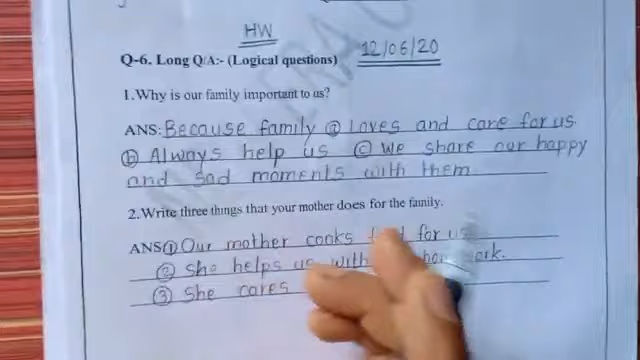 HW
Q-6. Long Q/A:- (Logical questions) 12/06/20
1.Why is our family important to us?
ANS: Because family ⓐ Loves and care for us.
ⓑ Always help us ⓒ We share our happy
and sad moments with them
2.Write three things that your mother does for the family.
ANS① Our mother cooks for us
② She helps us with
③ She cares